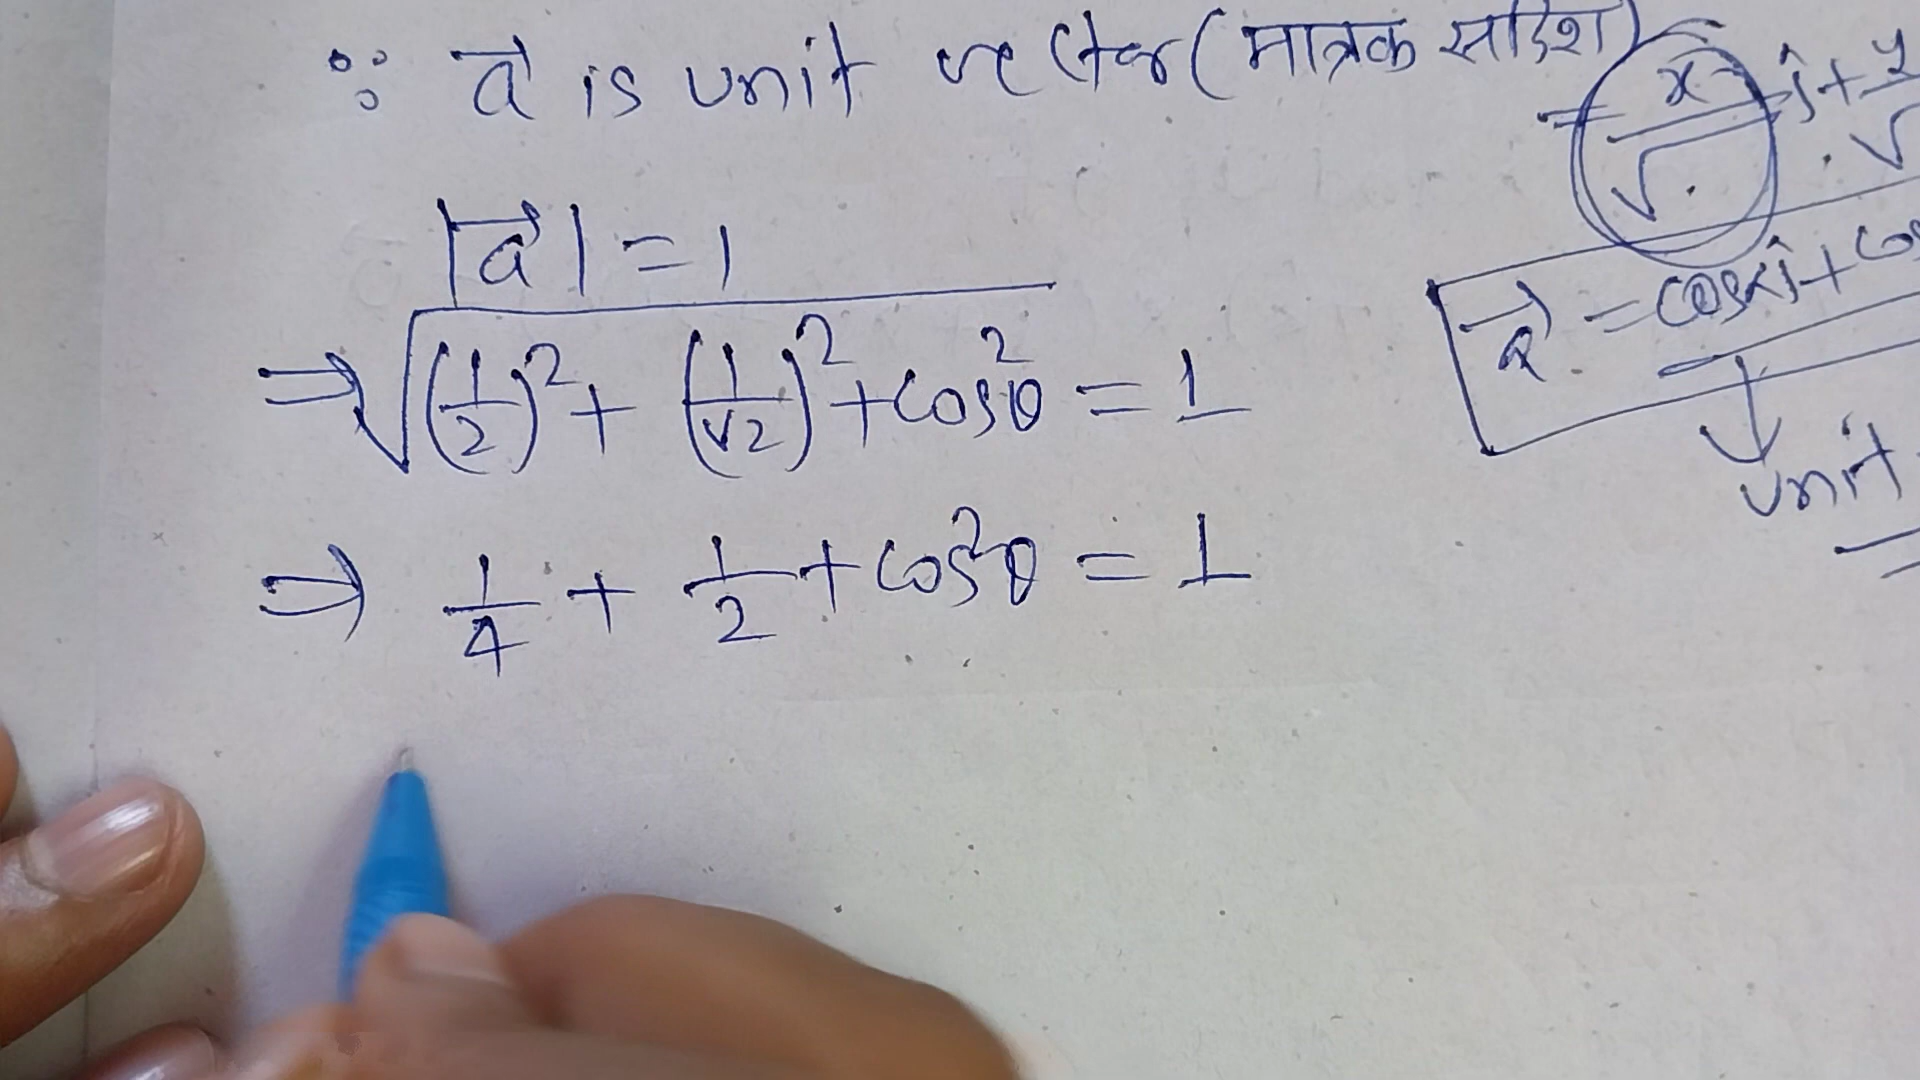 ∵ a⃗ is unit vector (मात्रक सदिश)
|a⃗| = 1
⇒ √((1/2)² + (1/√2)² + cos²θ) = 1
⇒ 1/4 + 1/2 + cos²θ = 1
= x/√. î + y/√
a⃗ = cosα î + cos
unit